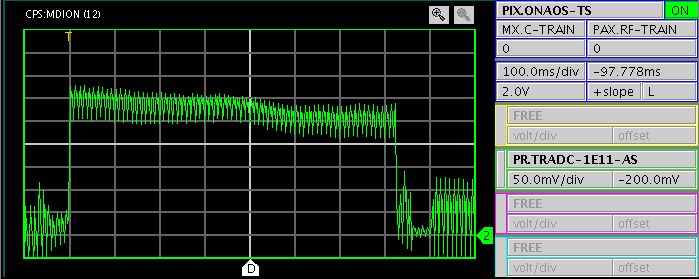 CPS:MDION (12)
T
D
2
PIX.ONAOS-TS ON
MX.C-TRAIN PAX.RF-TRAIN
0 0
100.0ms/div -97.778ms
2.0V +slope L
FREE
volt/div offset
PR.TRADC-1E11-AS
50.0mV/div -200.0mV
FREE
volt/div offset
FREE
volt/div offset